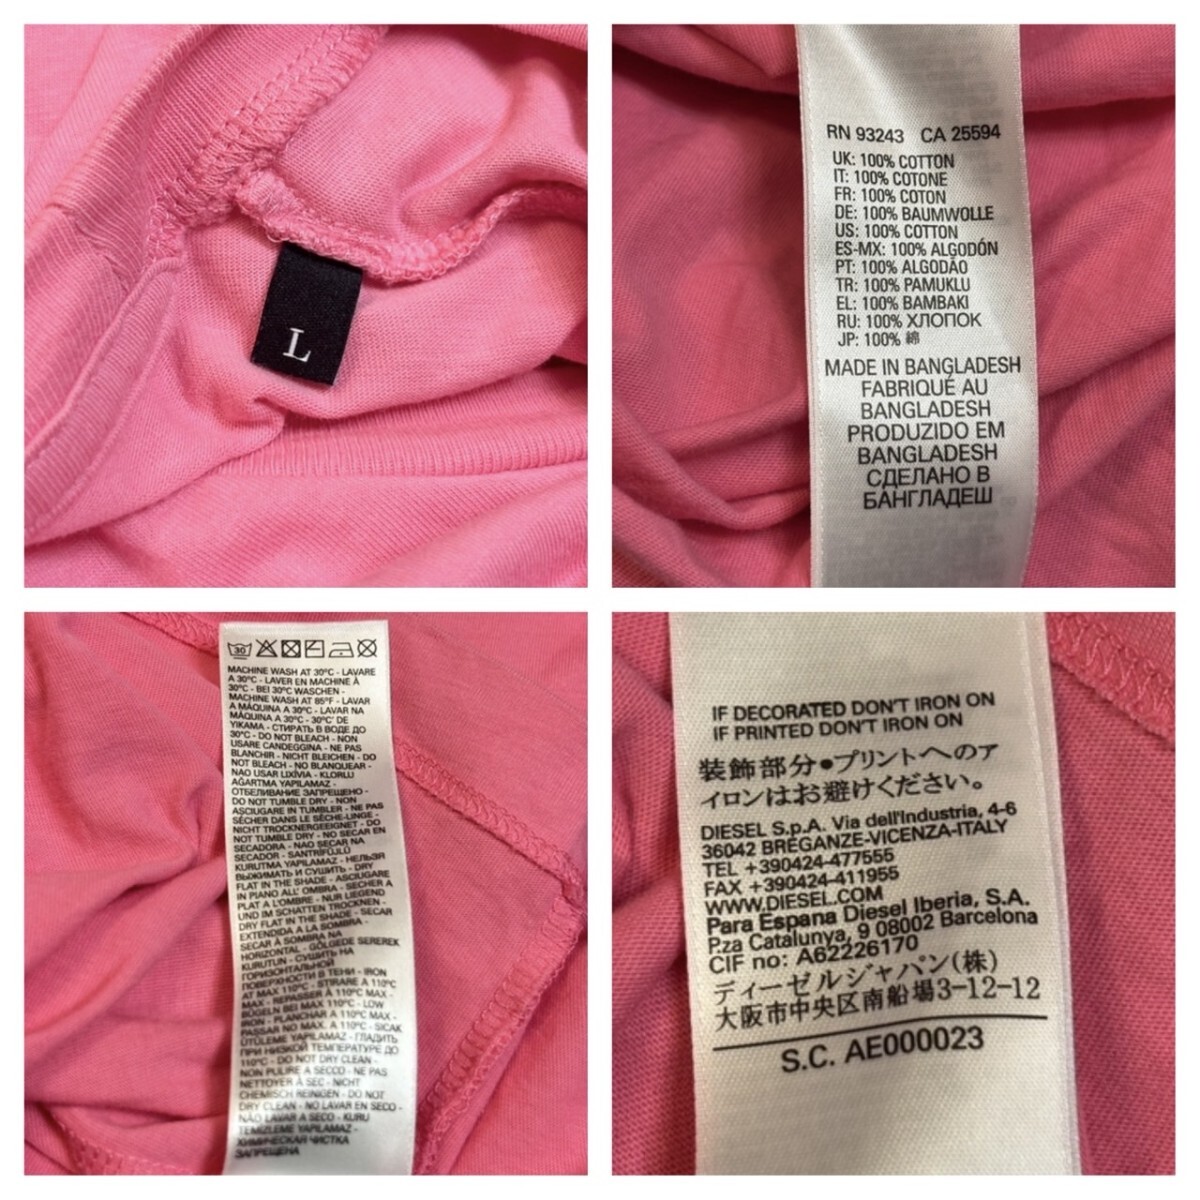 L
RN 93243 CA 25594
UK: 100% COTTON
IT: 100% COTONE
FR: 100% COTON
DE: 100% BAUMWOLLE
US: 100% COTTON
ES-MX: 100% ALGODÓN
PT: 100% ALGODÃO
TR: 100% PAMUKLU
EL: 100% BAMBAKI
RU: 100% ХЛОПОК
JP: 100% 綿
MADE IN BANGLADESH
FABRIQUÉ AU
BANGLADESH
PRODUZIDO EM
BANGLADESH
СДЕЛАНО В
БАНГЛАДЕШ
30
MACHINE WASH AT 30°C - LAVARE
A 30°C - LAVER EN MACHINE À
30°C - BEI 30°C WASCHEN -
MACHINE WASH AT 85°F - LAVAR
A MÁQUINA A 30°C - LAVAR NA
MÁQUINA A 30°C - 30°C' DE
YIKAMA - СТИРАТЬ В ВОДЕ ДО
30°C - DO NOT BLEACH - NON
USARE CANDEGGINA - NE PAS
BLANCHIR - NICHT BLEICHEN - DO
NOT BLEACH - NO BLANQUEAR -
NAO USAR LIXÍVIA - KLORLU
AĞARTMA YAPILAMAZ -
ОТБЕЛИВАНИЕ ЗАПРЕЩЕНО -
DO NOT TUMBLE DRY - NON
ASCIUGARE IN TUMBLER - NE PAS
SÉCHER DANS LE SÈCHE-LINGE -
NICHT TROCKNERGEEIGNET - DO
NOT TUMBLE DRY - NO SECAR EN
SECADORA - NAO SECAR NA
SECADOR - SANTRİFÜJLÜ
KURUTMA YAPILAMAZ - НЕЛЬЗЯ
ВЫЖИМАТЬ И СУШИТЬ - DRY
FLAT IN THE SHADE - ASCIUGARE
IN PIANO ALL' OMBRA - SÉCHER A
PLAT A L'OMBRE - NUR LIEGEND
UND IM SCHATTEN TROCKNEN -
DRY FLAT IN THE SHADE - SECAR
EXTENDIDA A LA SOMBRA -
SECAR À SOMBRA NA
HORIZONTAL - GÖLGEDE SEREREK
KURUTUN - СУШИТЬ НА
ГОРИЗОНТАЛЬНОЙ
ПОВЕРХНОСТИ В ТЕНИ - IRON
AT MAX 110°C - STIRARE À 110°C
MAX - REPASSER À 110°C MAX -
BÜGELN BEI MAX 110°C - LOW
IRON - PLANCHAR A 110°C MAX -
PASSAR NO MAX. A 110°C - SICAK
ÜTÜLEME YAPILAMAZ - ГЛАДИТЬ
ПРИ НИЗКОЙ ТЕМПЕРАТУРЕ ДО
110°C - DO NOT DRY CLEAN -
NON PULIRE A SECCO - NE PAS
NETTOYER À SEC - NICHT
CHEMISCH REINIGEN - DO NOT
DRY CLEAN - NO LAVAR EN SECO -
NÃO LAVAR A SECO - KURU
TEMIZLEME YAPILAMAZ -
ХИМИЧЕСКАЯ ЧИСТКА
ЗАПРЕЩЕНА
IF DECORATED DON'T IRON ON
IF PRINTED DON'T IRON ON
装飾部分●プリントへのア
イロンはお避けください。
DIESEL S.p.A. Via dell'Industria, 4-6
36042 BREGANZE-VICENZA-ITALY
TEL +390424-477555
FAX +390424-411955
WWW.DIESEL.COM
Para Espana Diesel Iberia, S.A.
P.za Catalunya, 9 08002 Barcelona
CIF no: A62226170
ディーゼルジャパン(株)
大阪市中央区南船場3-12-12
S.C. AE000023